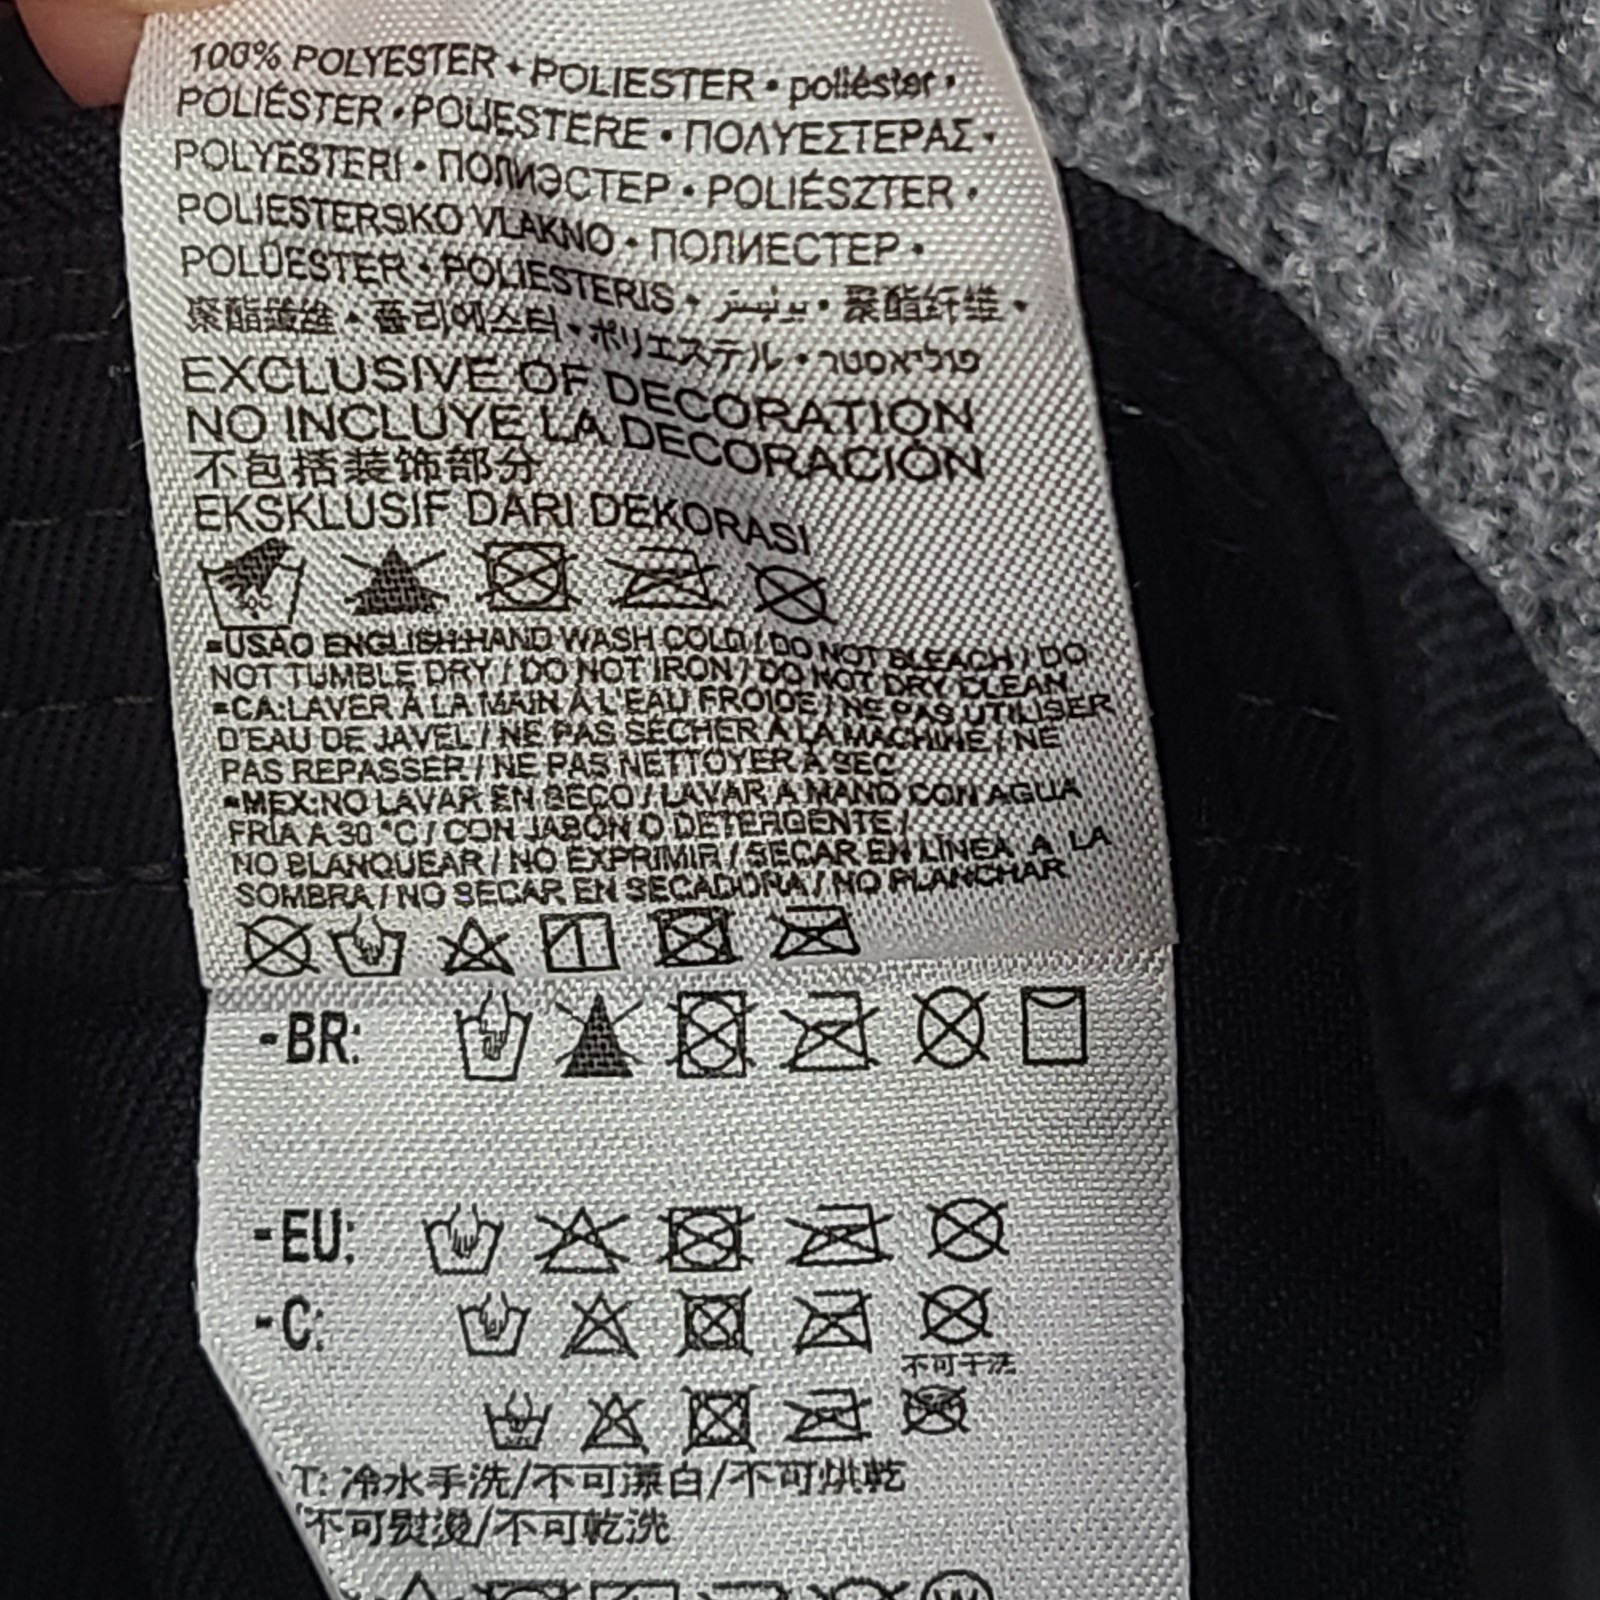 100% POLYESTER • POLIESTER • poliéster •
POLIÉSTER • POLIESTERE • ΠΟΛΥΕΣΤΕΡΑΣ •
POLYESTERI • ПОЛИЭСТЕР • POLIÉSZTER •
POLIESTERSKO VLAKNO • ПОЛИЕСТЕР •
POLÜESTER • POLIESTERIS • بوليستر • 聚酯纤维 •
聚酯纖維 • 폴리에스터 • ポリエステル • פוליאסטר
EXCLUSIVE OF DECORATION
NO INCLUYE LA DECORACIÓN
不包括装饰部分
EKSKLUSIF DARI DEKORASI
30C
-USAO ENGLISH:HAND WASH COLD / DO NOT BLEACH / DO
NOT TUMBLE DRY / DO NOT IRON / DO NOT DRY CLEAN
-CA:LAVER À LA MAIN À L'EAU FROIDE / NE PAS UTILISER
D'EAU DE JAVEL / NE PAS SÉCHER À LA MACHINE / NE
PAS REPASSER / NE PAS NETTOYER À SEC
-MEX:NO LAVAR EN SECO / LAVAR A MANO CON AGUA
FRÍA A 30 °C / CON JABÓN O DETERGENTE /
NO BLANQUEAR / NO EXPRIMIR / SECAR EN LÍNEA A LA
SOMBRA / NO SECAR EN SECADORA / NO PLANCHAR
-BR:
-EU:
-C:
不可干洗
T: 冷水手洗/不可漂白/不可烘乾
不可熨燙/不可乾洗
W